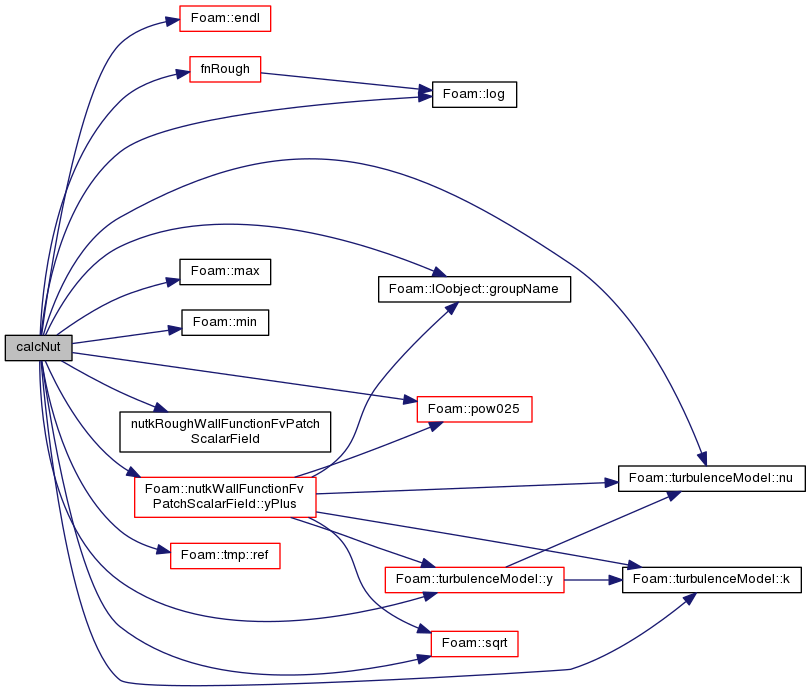 Foam::endl
fnRough
Foam::log
Foam::max
Foam::IOobject::groupName
Foam::min
calcNut
Foam::pow025
nutkRoughWallFunctionFvPatch
ScalarField
Foam::turbulenceModel::nu
Foam::nutkWallFunctionFv
PatchScalarField::yPlus
Foam::tmp::ref
Foam::turbulenceModel::y
Foam::turbulenceModel::k
Foam::sqrt